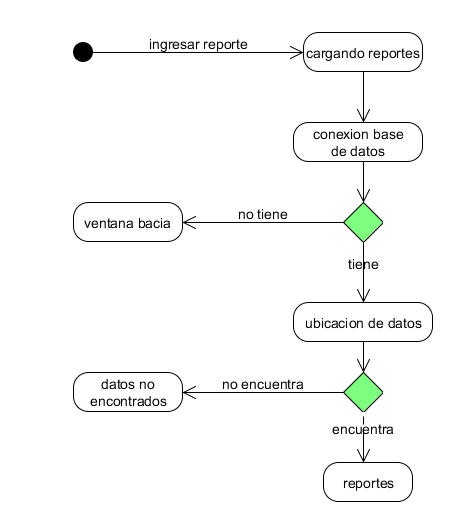 ingresar reporte
cargando reportes
conexion base
de datos
no tiene
ventana bacia
tiene
ubicacion de datos
no encuentra
datos no
encontrados
encuentra
reportes